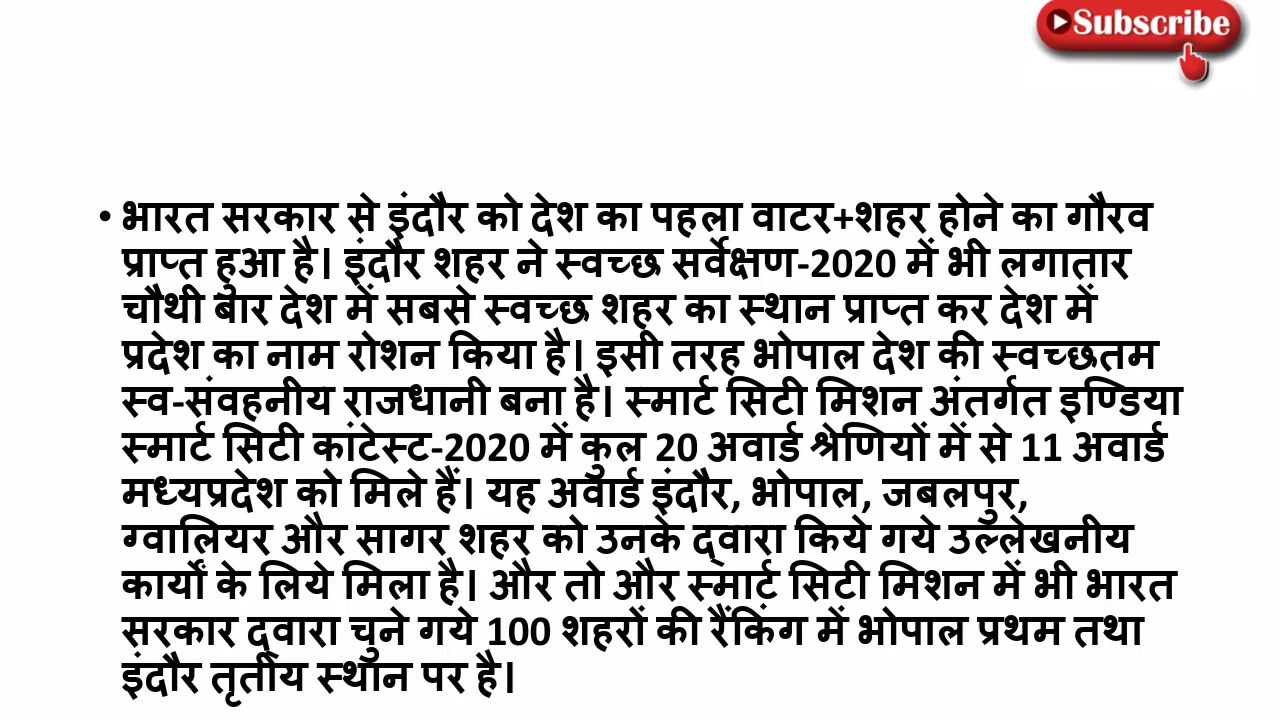 Subscribe
• भारत सरकार से इंदौर को देश का पहला वाटर+शहर होने का गौरव
प्राप्त हुआ है। इंदौर शहर ने स्वच्छ सर्वेक्षण-2020 में भी लगातार
चौथी बार देश में सबसे स्वच्छ शहर का स्थान प्राप्त कर देश में
प्रदेश का नाम रोशन किया है। इसी तरह भोपाल देश की स्वच्छतम
स्व-संवहनीय राजधानी बना है। स्मार्ट सिटी मिशन अंतर्गत इण्डिया
स्मार्ट सिटी कांटेस्ट-2020 में कुल 20 अवार्ड श्रेणियों में से 11 अवार्ड
मध्यप्रदेश को मिले हैं। यह अवार्ड इंदौर, भोपाल, जबलपुर,
ग्वालियर और सागर शहर को उनके द्वारा किये गये उल्लेखनीय
कार्यों के लिये मिला है। और तो और स्मार्ट सिटी मिशन में भी भारत
सरकार द्वारा चुने गये 100 शहरों की रैंकिंग में भोपाल प्रथम तथा
इंदौर तृतीय स्थान पर है।